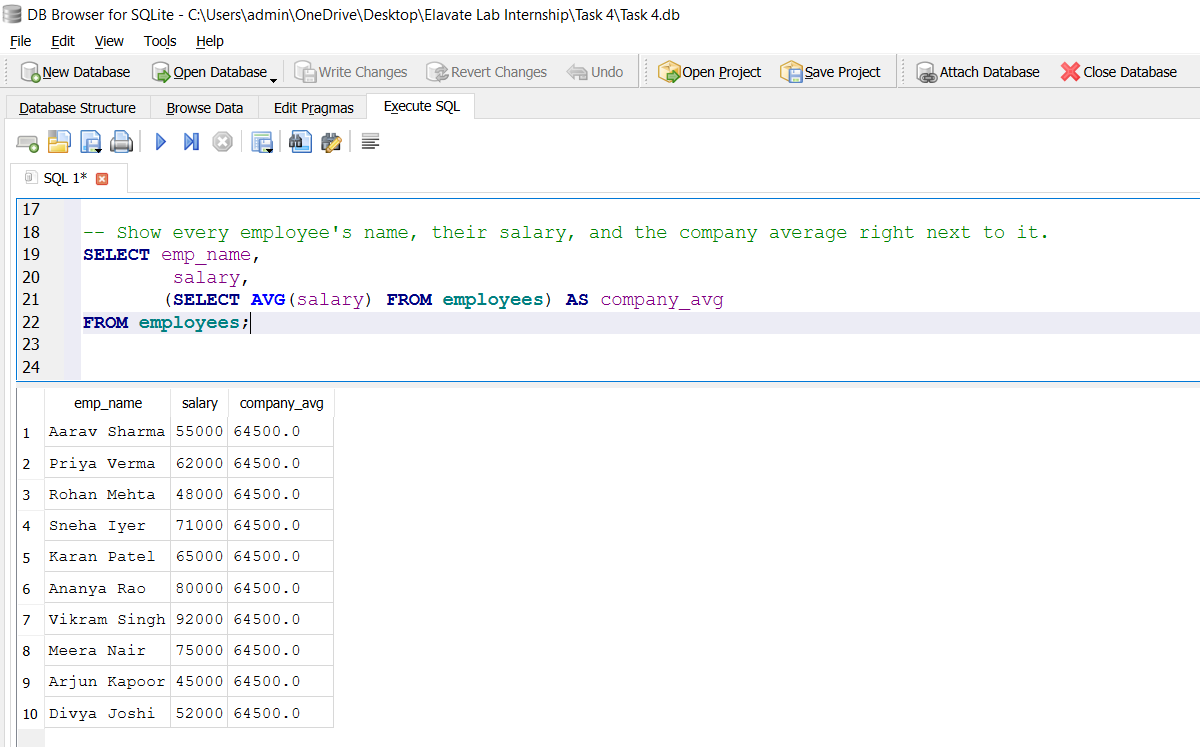 DB Browser for SQLite - C:\Users\admin\OneDrive\Desktop\Elavate Lab Internship\Task 4\Task 4.db
File Edit View Tools Help
New Database Open Database Write Changes Revert Changes Undo Open Project Save Project Attach Database Close Database
Database Structure Browse Data Edit Pragmas Execute SQL
SQL 1*
17
18 -- Show every employee's name, their salary, and the company average right next to it.
19 SELECT emp_name,
20 salary,
21 (SELECT AVG(salary) FROM employees) AS company_avg
22 FROM employees;
23
24
emp_name salary company_avg
1 Aarav Sharma 55000 64500.0
2 Priya Verma 62000 64500.0
3 Rohan Mehta 48000 64500.0
4 Sneha Iyer 71000 64500.0
5 Karan Patel 65000 64500.0
6 Ananya Rao 80000 64500.0
7 Vikram Singh 92000 64500.0
8 Meera Nair 75000 64500.0
9 Arjun Kapoor 45000 64500.0
10 Divya Joshi 52000 64500.0